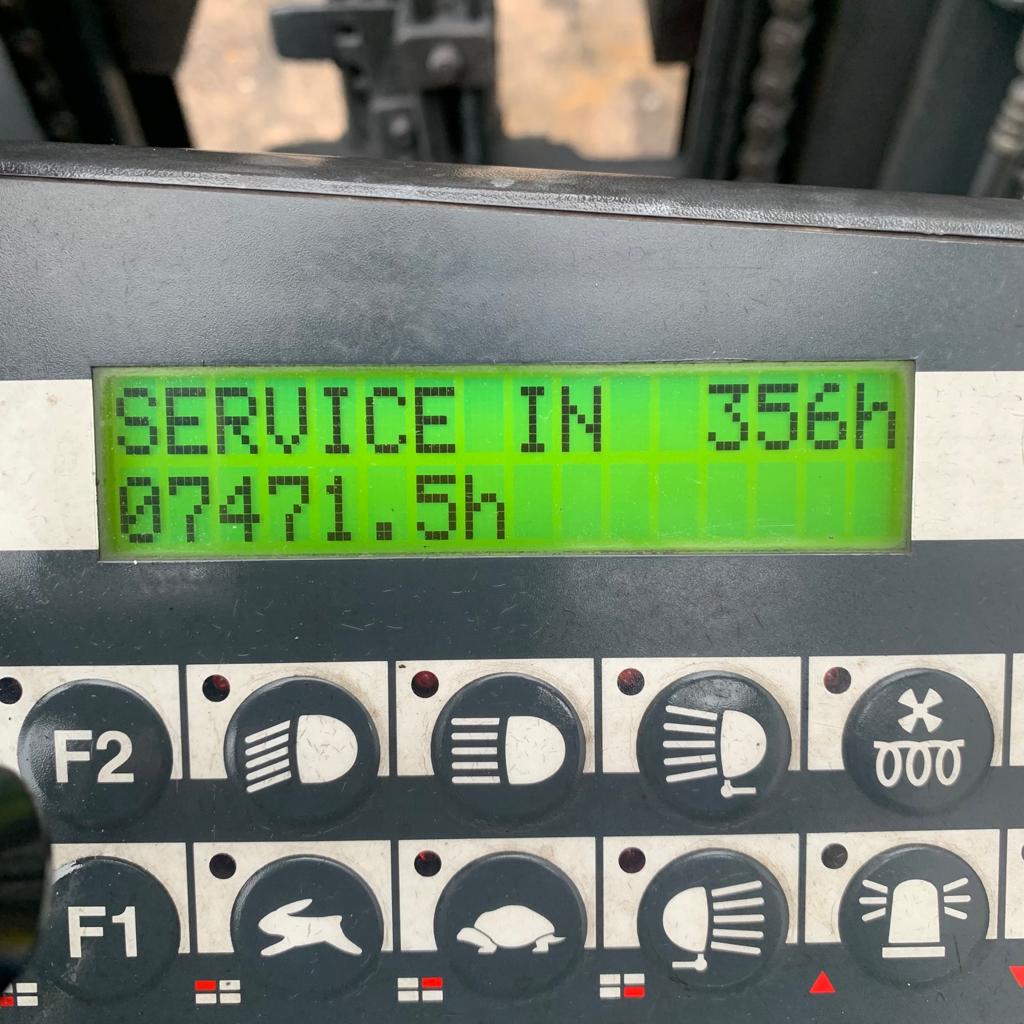 SERVICE IN 356h
07471.5h
F2
F1